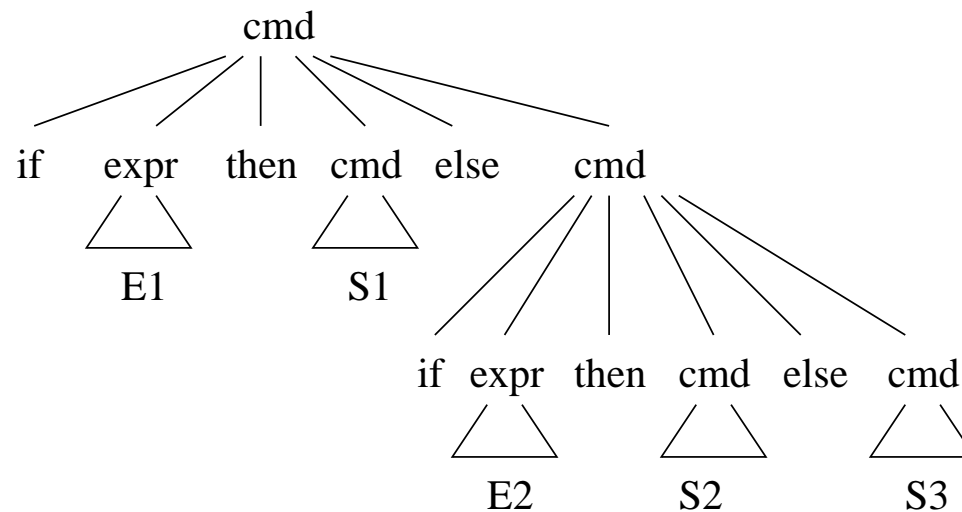 cmd
if expr then cmd else cmd
E1 S1
if expr then cmd else cmd
E2 S2 S3